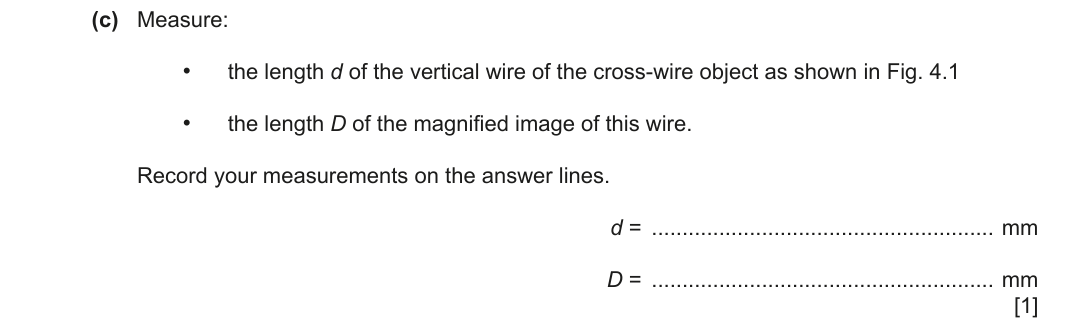 (c) Measure:
• the length d of the vertical wire of the cross-wire object as shown in Fig. 4.1
• the length D of the magnified image of this wire.
Record your measurements on the answer lines.
d = ......................................................... mm
D = ......................................................... mm
[1]